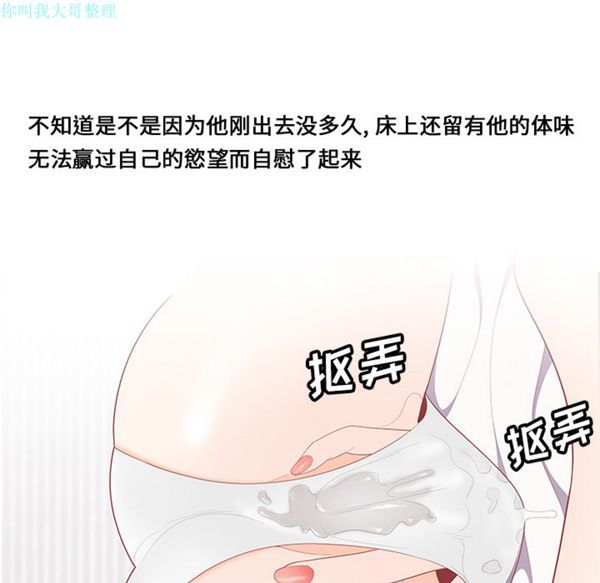 你叫我大哥整理
不知道是不是因为他刚出去没多久, 床上还留有他的体味
无法赢过自己的慾望而自慰了起来
抠弄
抠弄